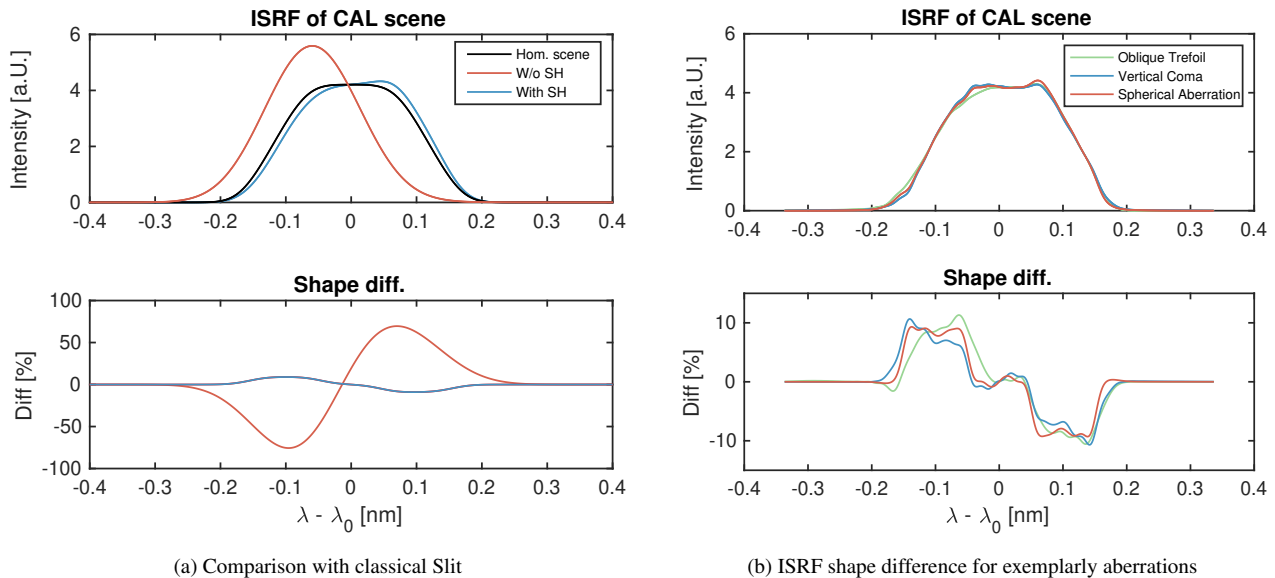 ISRF of CAL scene
Intensity [a.U.]
6
4
2
0
Hom. scene
W/o SH
With SH
-0.4 -0.3 -0.2 -0.1 0 0.1 0.2 0.3 0.4
Shape diff.
Diff [%]
100
50
0
-50
-100
-0.4 -0.3 -0.2 -0.1 0 0.1 0.2 0.3 0.4
λ - λ0 [nm]
(a) Comparison with classical Slit
ISRF of CAL scene
Intensity [a.U.]
6
4
2
0
Oblique Trefoil
Vertical Coma
Spherical Aberration
-0.4 -0.3 -0.2 -0.1 0 0.1 0.2 0.3 0.4
Shape diff.
Diff [%]
10
0
-10
-0.4 -0.3 -0.2 -0.1 0 0.1 0.2 0.3 0.4
λ - λ0 [nm]
(b) ISRF shape difference for exemplarly aberrations